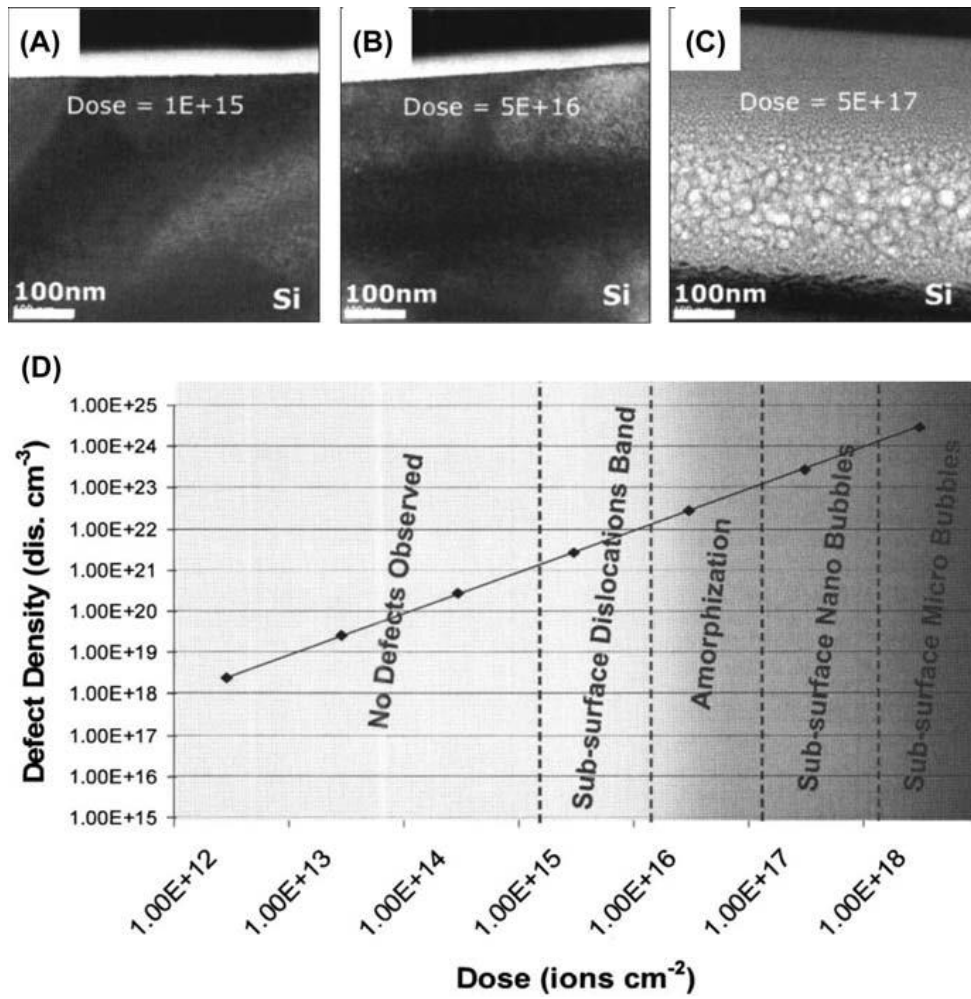 (A)
Dose = 1E+15
100nm
Si
(B)
Dose = 5E+16
100nm
Si
(C)
Dose = 5E+17
100nm
Si
(D)
Defect Density (dis. cm-3)
1.00E+25
1.00E+24
1.00E+23
1.00E+22
1.00E+21
1.00E+20
1.00E+19
1.00E+18
1.00E+17
1.00E+16
1.00E+15
No Defects Observed
Sub-surface Dislocations Band
Amorphization
Sub-surface Nano Bubbles
Sub-surface Micro Bubbles
1.00E+12
1.00E+13
1.00E+14
1.00E+15
1.00E+16
1.00E+17
1.00E+18
Dose (ions cm-2)